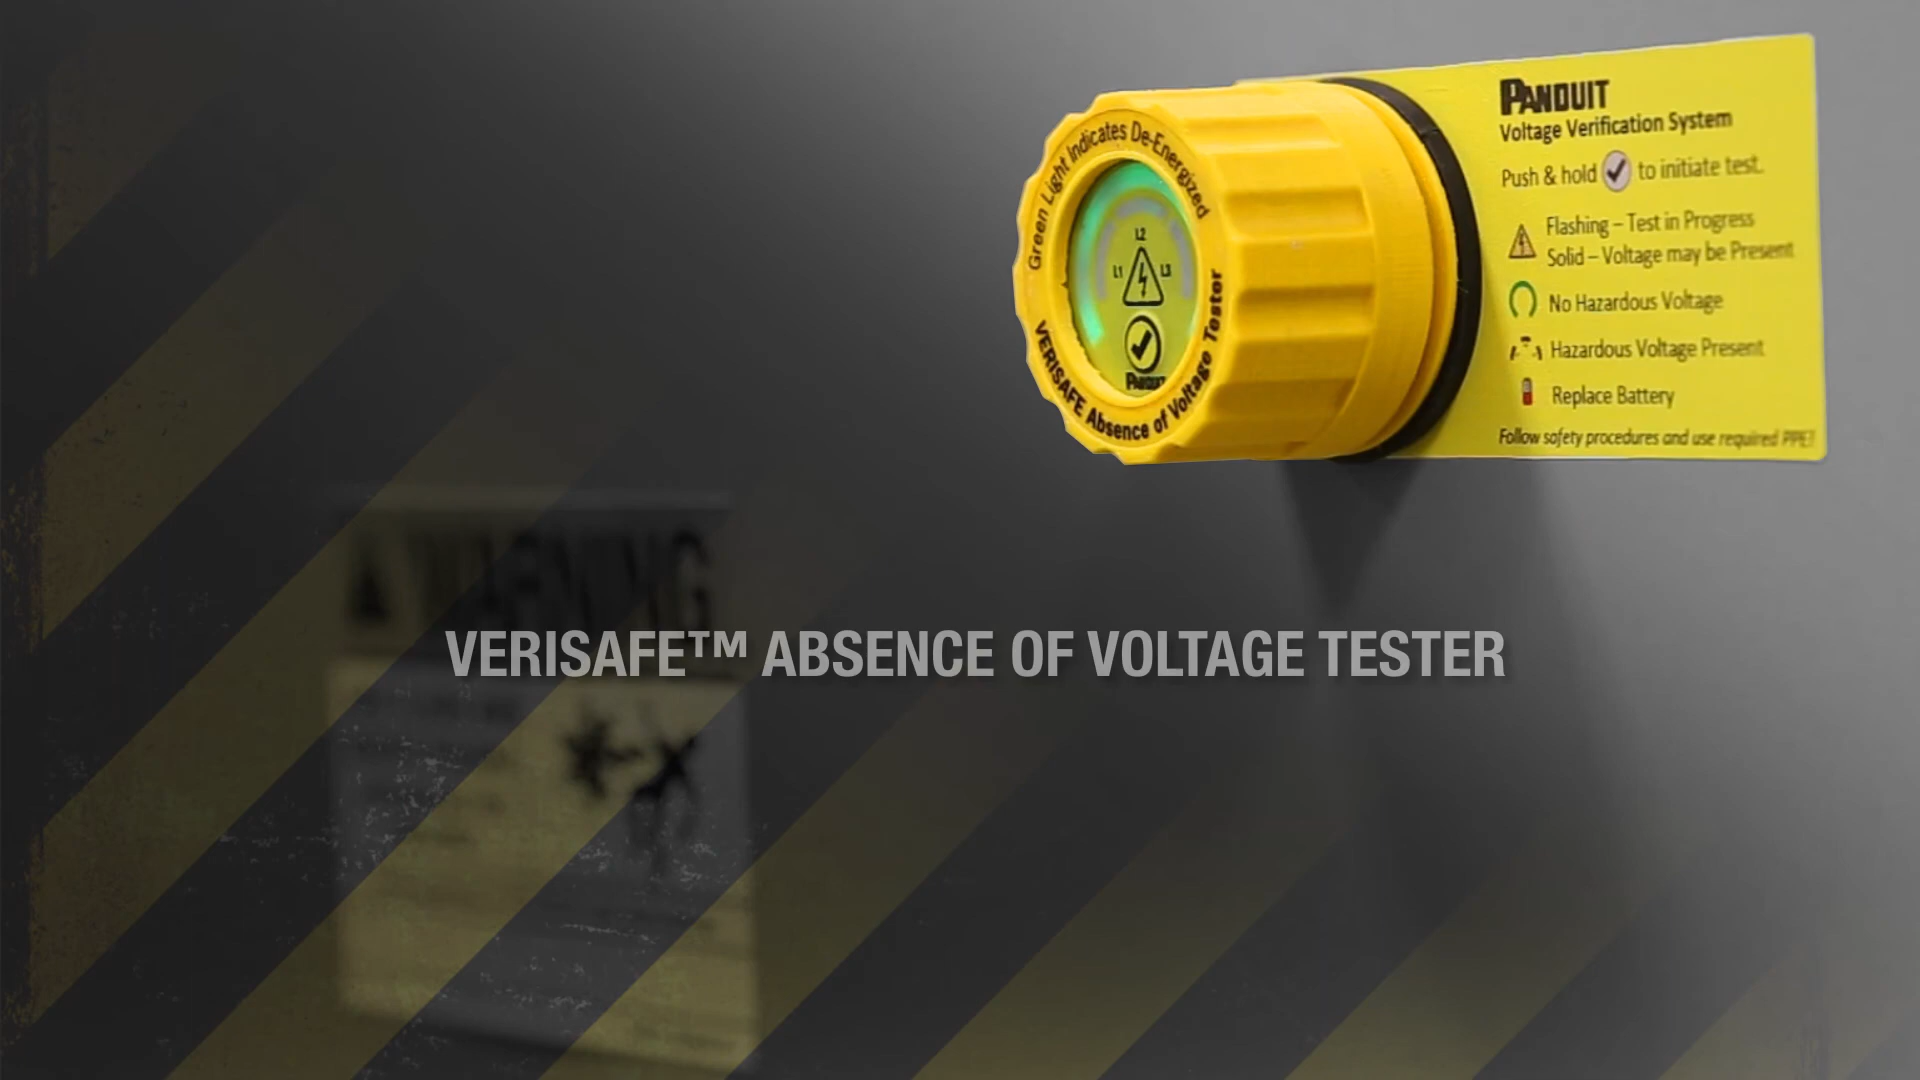 Green Light Indicates De-Energized
L2
L1
L3
PANDUIT
VERISAFE Absence of Voltage Tester
PANDUIT
Voltage Verification System
Push & hold to initiate test.
Flashing – Test in Progress
Solid – Voltage may be Present
No Hazardous Voltage
Hazardous Voltage Present
Replace Battery
Follow safety procedures and use required PPE!
WARNING
VERISAFE™ ABSENCE OF VOLTAGE TESTER